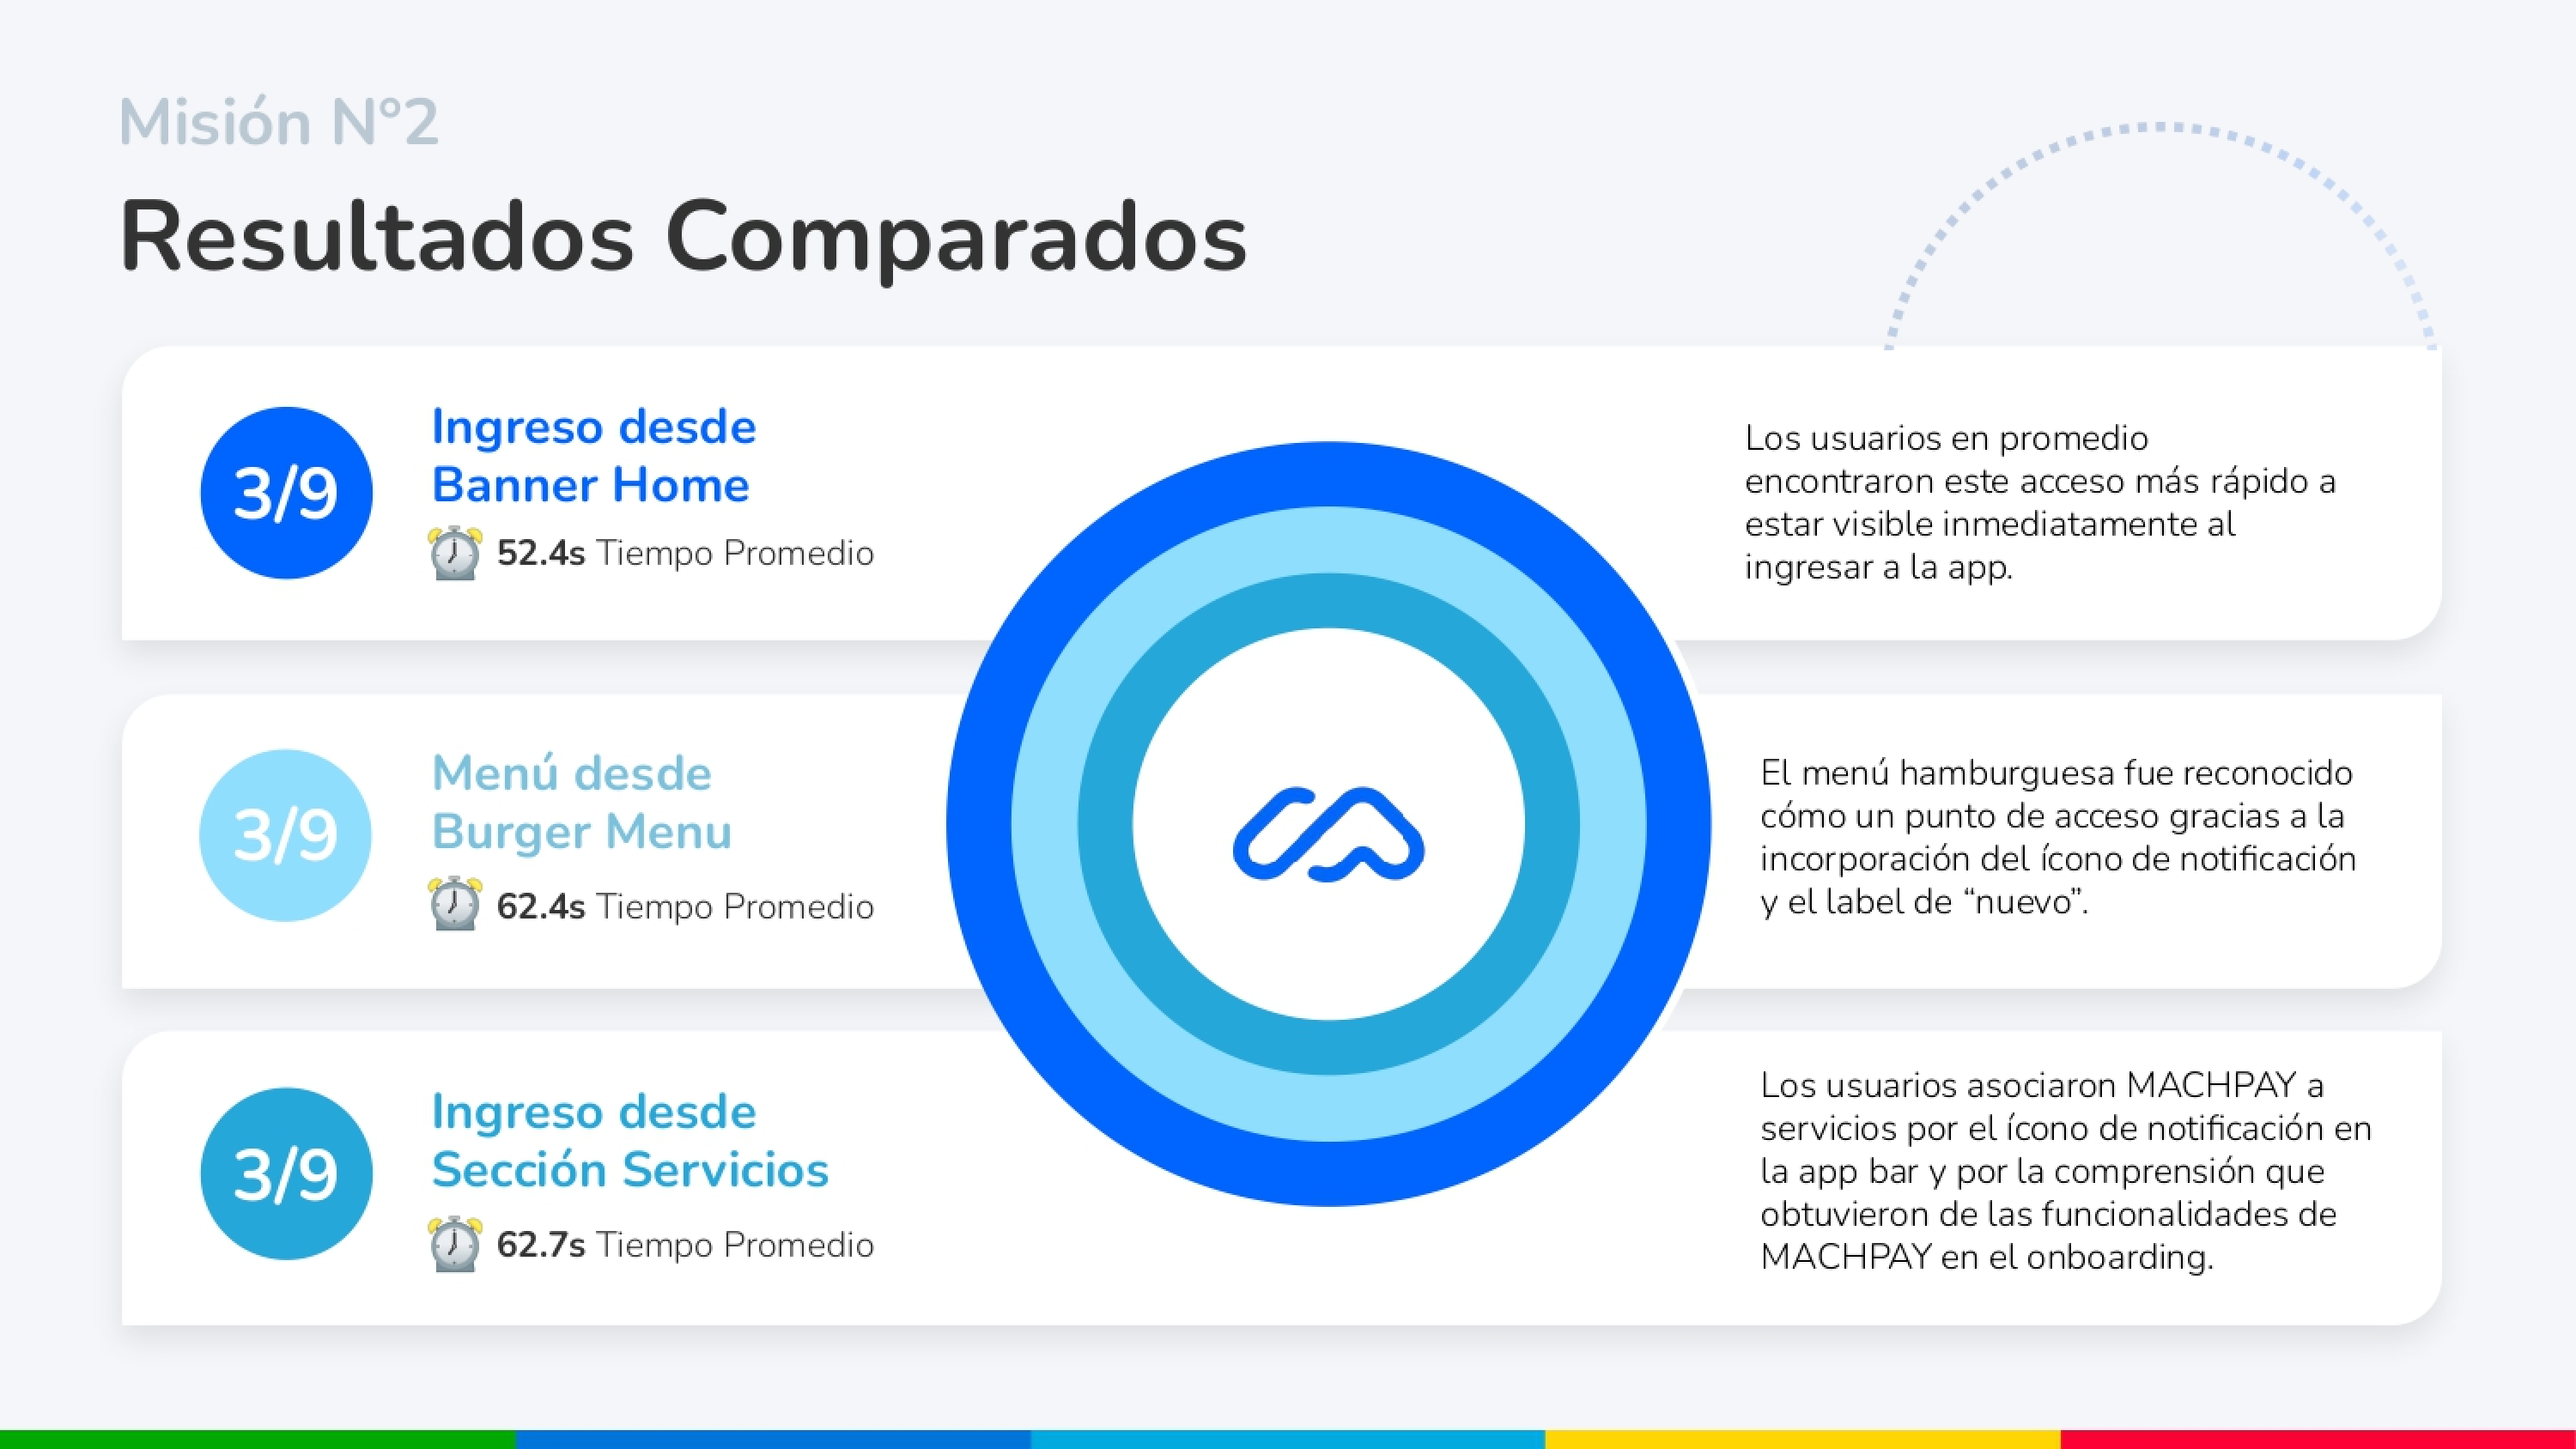 Misión N°2
Resultados Comparados
3/9
Ingreso desde
Banner Home
52.4s Tiempo Promedio
Los usuarios en promedio
encontraron este acceso más rápido a
estar visible inmediatamente al
ingresar a la app.
3/9
Menú desde
Burger Menu
62.4s Tiempo Promedio
El menú hamburguesa fue reconocido
cómo un punto de acceso gracias a la
incorporación del ícono de notificación
y el label de “nuevo”.
3/9
Ingreso desde
Sección Servicios
62.7s Tiempo Promedio
Los usuarios asociaron MACHPAY a
servicios por el ícono de notificación en
la app bar y por la comprensión que
obtuvieron de las funcionalidades de
MACHPAY en el onboarding.